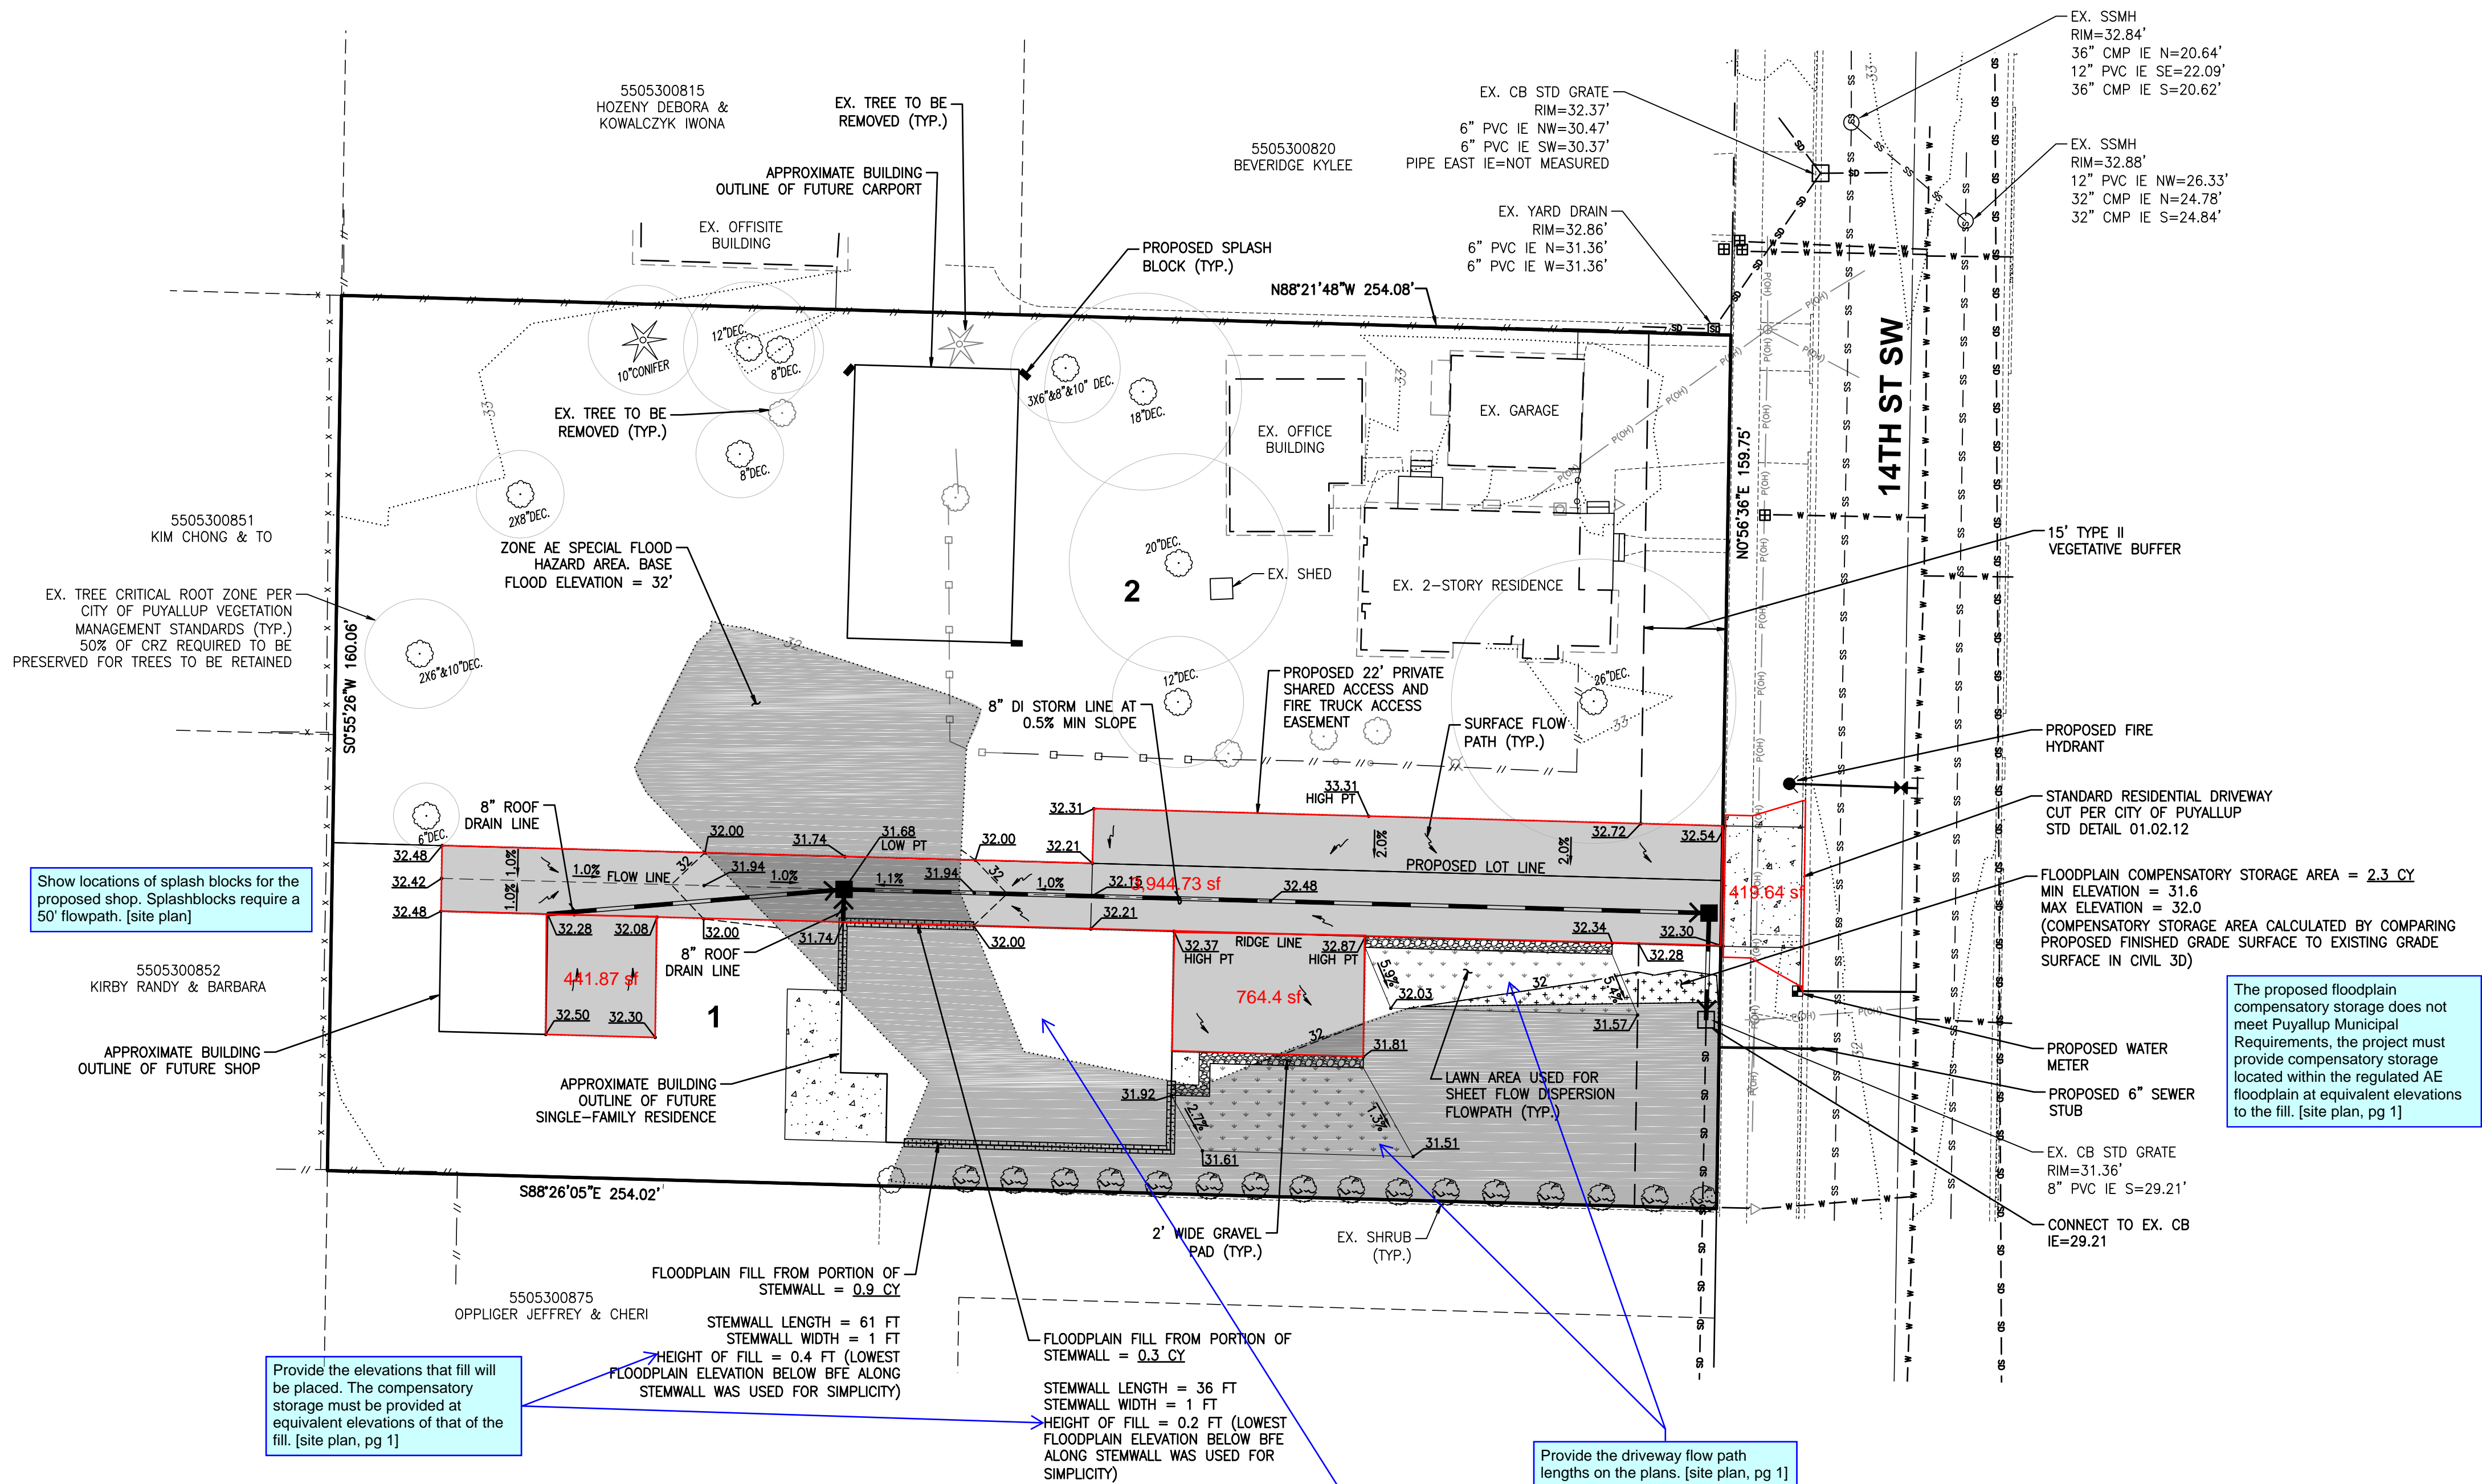 EX. SSMH
RIM=32.84'
36" CMP IE N=20.64'
12" PVC IE SE=22.09'
36" CMP IE S=20.62'
5505300815
HOZENY DEBORA &
KOWALCZYK IWONA
EX. TREE TO BE
REMOVED (TYP.)
EX. CB STD GRATE
RIM=32.37'
6" PVC IE NW=30.47'
6" PVC IE SW=30.37'
PIPE EAST IE=NOT MEASURED
5505300820
BEVERIDGE KYLEE
EX. SSMH
RIM=32.88'
12" PVC IE NW=26.33'
32" CMP IE N=24.78'
32" CMP IE S=24.84'
APPROXIMATE BUILDING
OUTLINE OF FUTURE CARPORT
EX. OFFISITE
BUILDING
EX. YARD DRAIN
RIM=32.86'
6" PVC IE N=31.36'
6" PVC IE W=31.36'
PROPOSED SPLASH
BLOCK (TYP.)
N88°21'48"W 254.08'
14TH ST SW
10"CONIFER
12"DEC.
8"DEC.
3X6"&8"&10" DEC.
18"DEC.
33
33
33
EX. TREE TO BE
REMOVED (TYP.)
8"DEC.
EX. OFFICE
BUILDING
EX. GARAGE
N0°56'36"E 159.75'
5505300851
KIM CHONG & TO
2X8"DEC.
ZONE AE SPECIAL FLOOD
HAZARD AREA. BASE
FLOOD ELEVATION = 32'
20"DEC.
EX. SHED
EX. 2-STORY RESIDENCE
2
15' TYPE II
VEGETATIVE BUFFER
EX. TREE CRITICAL ROOT ZONE PER
CITY OF PUYALLUP VEGETATION
MANAGEMENT STANDARDS (TYP.)
50% OF CRZ REQUIRED TO BE
PRESERVED FOR TREES TO BE RETAINED
S0°55'26"W 160.06'
2X6"&10"DEC.
32
12"DEC.
26"DEC.
33
8" DI STORM LINE AT
0.5% MIN SLOPE
PROPOSED 22' PRIVATE
SHARED ACCESS AND
FIRE TRUCK ACCESS
EASEMENT
SURFACE FLOW
PATH (TYP.)
PROPOSED FIRE
HYDRANT
8" ROOF
DRAIN LINE
6"DEC.
32.31
33.31
HIGH PT
32.72
32.54
STANDARD RESIDENTIAL DRIVEWAY
CUT PER CITY OF PUYALLUP
STD DETAIL 01.02.12
32.48
32.00
31.74
31.68
LOW PT
32.00
32.21
2.0%
2.0%
PROPOSED LOT LINE
Show locations of splash blocks for the
proposed shop. Splashblocks require a
50' flowpath. [site plan]
32.42
1.0%
1.0%
1.0%
FLOW LINE
32
31.94
1.0%
1.1%
31.94
32
1.0%
32.15
3,944.73 sf
32.48
419.64 sf
FLOODPLAIN COMPENSATORY STORAGE AREA = 2.3 CY
MIN ELEVATION = 31.6
MAX ELEVATION = 32.0
(COMPENSATORY STORAGE AREA CALCULATED BY COMPARING
PROPOSED FINISHED GRADE SURFACE TO EXISTING GRADE
SURFACE IN CIVIL 3D)
32.48
32.28
32.08
32.00
31.74
32.00
32.21
32.37
HIGH PT
RIDGE LINE
32.87
HIGH PT
32.34
32.30
32.28
8" ROOF
DRAIN LINE
5505300852
KIRBY RANDY & BARBARA
441.87 sf
764.4 sf
5.9%
32.03
32
5.4%
31.57
The proposed floodplain
compensatory storage does not
meet Puyallup Municipal
Requirements, the project must
provide compensatory storage
located within the regulated AE
floodplain at equivalent elevations
to the fill. [site plan, pg 1]
32.50
32.30
1
32
31.81
APPROXIMATE BUILDING
OUTLINE OF FUTURE SHOP
APPROXIMATE BUILDING
OUTLINE OF FUTURE
SINGLE-FAMILY RESIDENCE
31.92
2.7%
1.3%
LAWN AREA USED FOR
SHEET FLOW DISPERSION
FLOWPATH (TYP.)
32
PROPOSED WATER
METER
PROPOSED 6" SEWER
STUB
31.61
31.51
EX. CB STD GRATE
RIM=31.36'
8" PVC IE S=29.21'
S88°26'05"E 254.02'
2' WIDE GRAVEL
PAD (TYP.)
EX. SHRUB
(TYP.)
CONNECT TO EX. CB
IE=29.21
FLOODPLAIN FILL FROM PORTION OF
STEMWALL = 0.9 CY
5505300875
OPPLIGER JEFFREY & CHERI
STEMWALL LENGTH = 61 FT
STEMWALL WIDTH = 1 FT
HEIGHT OF FILL = 0.4 FT (LOWEST
FLOODPLAIN ELEVATION BELOW BFE ALONG
STEMWALL WAS USED FOR SIMPLICITY)
FLOODPLAIN FILL FROM PORTION OF
STEMWALL = 0.3 CY
STEMWALL LENGTH = 36 FT
STEMWALL WIDTH = 1 FT
HEIGHT OF FILL = 0.2 FT (LOWEST
FLOODPLAIN ELEVATION BELOW BFE
ALONG STEMWALL WAS USED FOR
SIMPLICITY)
Provide the elevations that fill will
be placed. The compensatory
storage must be provided at
equivalent elevations of that of the
fill. [site plan, pg 1]
Provide the driveway flow path
lengths on the plans. [site plan, pg 1]